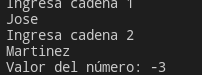 Ingresa cadena 1
Jose
Ingresa cadena 2
Martinez
Valor del número: -3